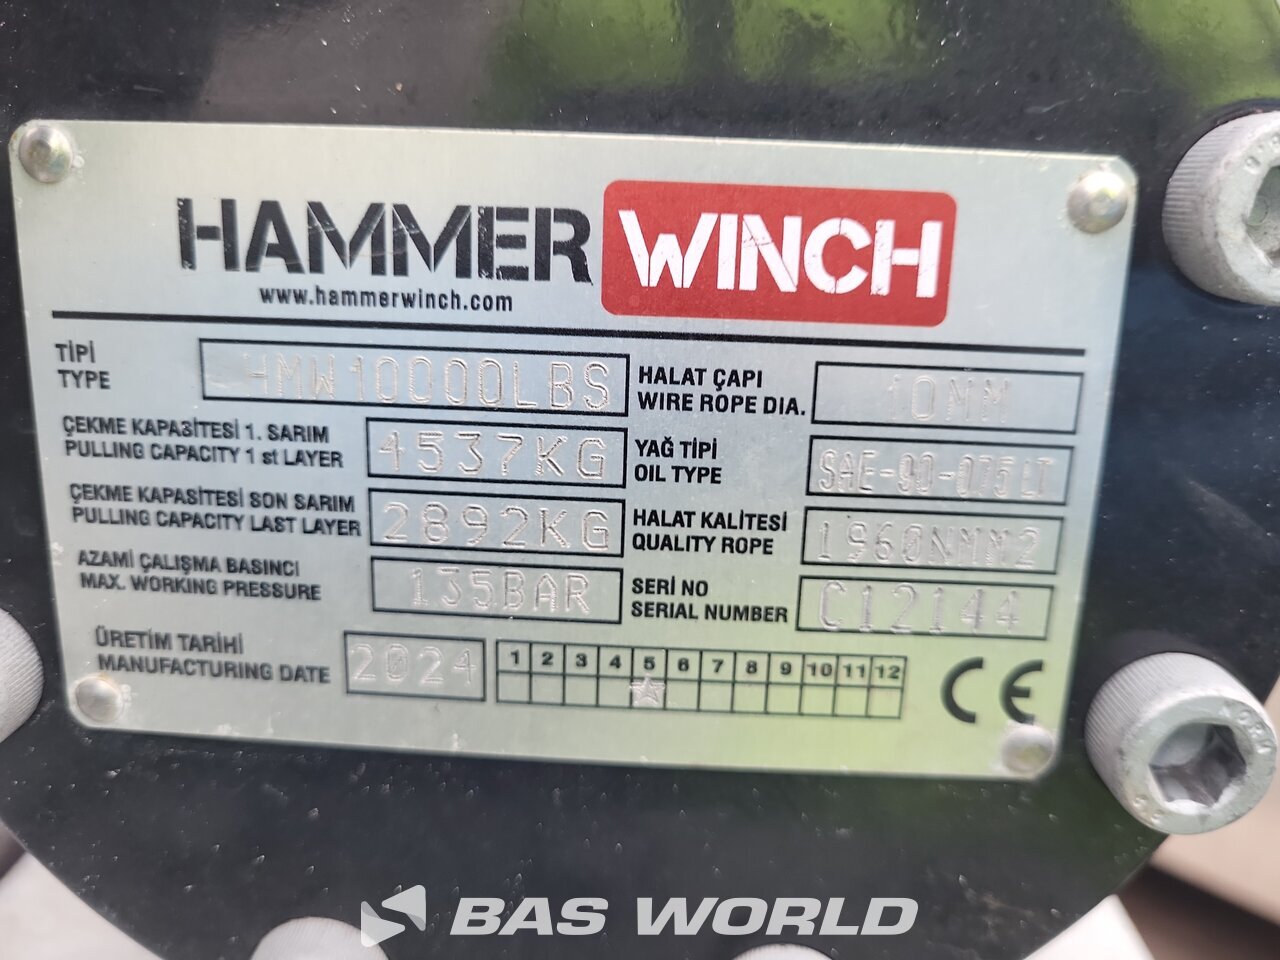 HAMMER WINCH
www.hammerwinch.com
TİPİ
TYPE
HMW10000LBS
ÇEKME KAPASİTESİ 1. SARIM
PULLING CAPACITY 1 st LAYER
4537KG
ÇEKME KAPASİTESİ SON SARIM
PULLING CAPACITY LAST LAYER
2892KG
AZAMİ ÇALIŞMA BASINCI
MAX. WORKING PRESSURE
135BAR
HALAT ÇAPI
WIRE ROPE DIA.
10MM
YAĞ TİPİ
OIL TYPE
SAE-90-075LT
HALAT KALİTESİ
QUALITY ROPE
1960NMM2
SERİ NO
SERIAL NUMBER
C12144
ÜRETİM TARİHİ
MANUFACTURING DATE
2024
1 2 3 4 5 6 7 8 9 10 11 12
CE
BAS WORLD